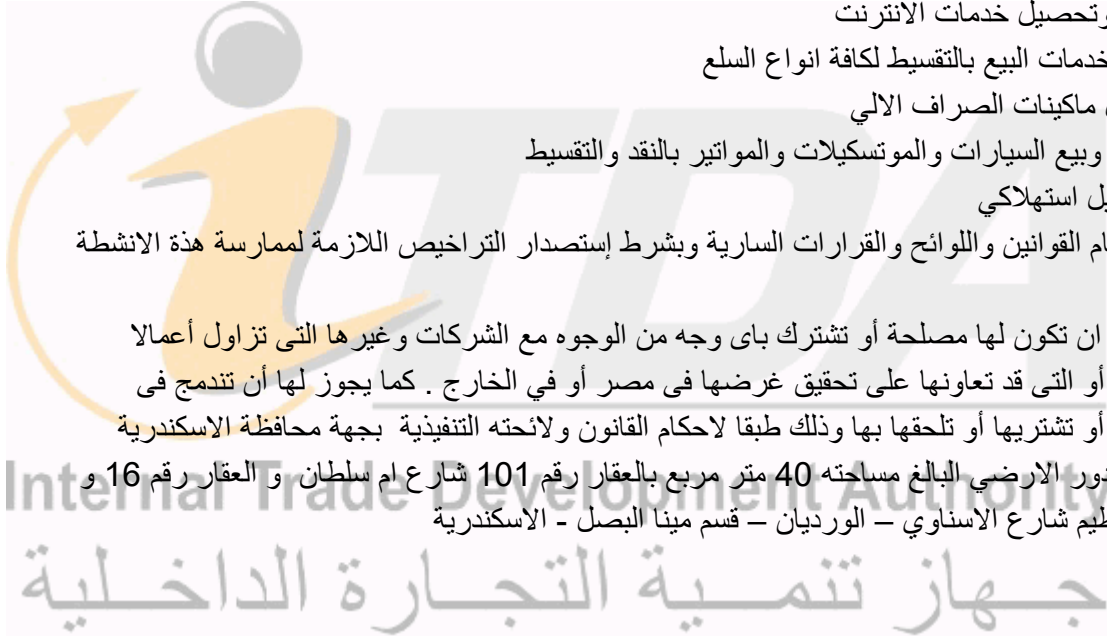 وتحصيل خدمات الانترنت
خدمات البيع بالتقسيط لكافة انواع السلع
ماكينات الصراف الالي
وبيع السيارات والموتسكيلات والمواتير بالنقد والتقسيط
استهلاكي
القوانين واللوائح والقرارات السارية وبشرط إستصدار التراخيص اللازمة لممارسة هذة الانشطة
ان تكون لها مصلحة أو تشترك باى وجه من الوجوه مع الشركات وغيرها التى تزاول أعمالا
أو التى قد تعاونها على تحقيق غرضها فى مصر أو في الخارج . كما يجوز لها أن تندمج فى
أو تشتريها أو تلحقها بها وذلك طبقا لاحكام القانون ولائحته التنفيذية بجهة محافظة الاسكندرية
الارضي البالغ مساحته 40 متر مربع بالعقار رقم 101 شارع ام سلطان و العقار رقم 16 و
شارع الاسناوي – الورديان – قسم مينا البصل - الاسكندرية
iTDA
Internal Trade Development Authority
جهاز تنمية التجارة الداخلية